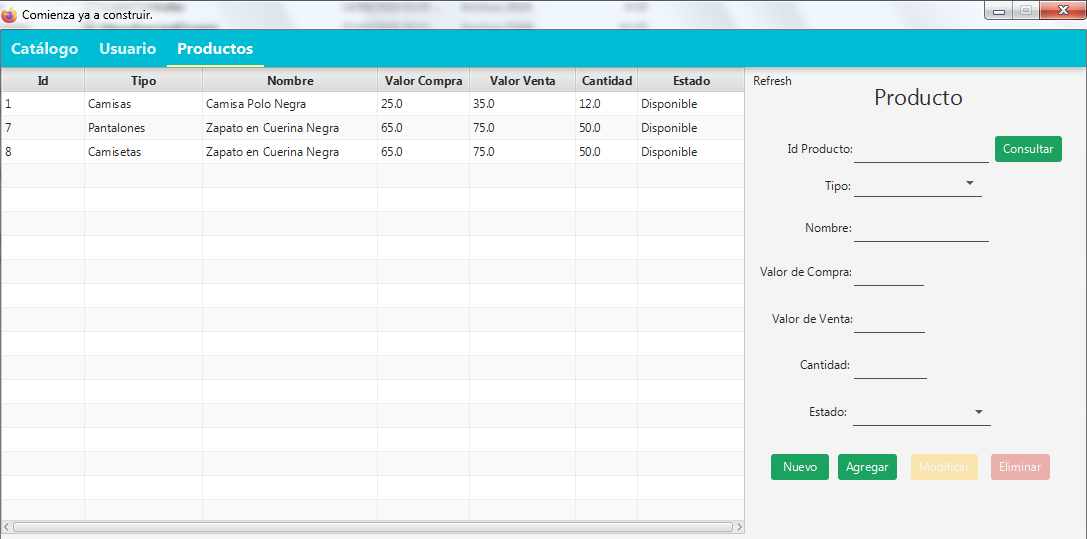 Comienza ya a construir.
Catálogo Usuario Productos
Id Tipo Nombre Valor Compra Valor Venta Cantidad Estado
1 Camisas Camisa Polo Negra 25.0 35.0 12.0 Disponible
7 Pantalones Zapato en Cuerina Negra 65.0 75.0 50.0 Disponible
8 Camisetas Zapato en Cuerina Negra 65.0 75.0 50.0 Disponible
Refresh
Producto
Id Producto: Consultar
Tipo:
Nombre:
Valor de Compra:
Valor de Venta:
Cantidad:
Estado:
Nuevo Agregar Modificar Eliminar